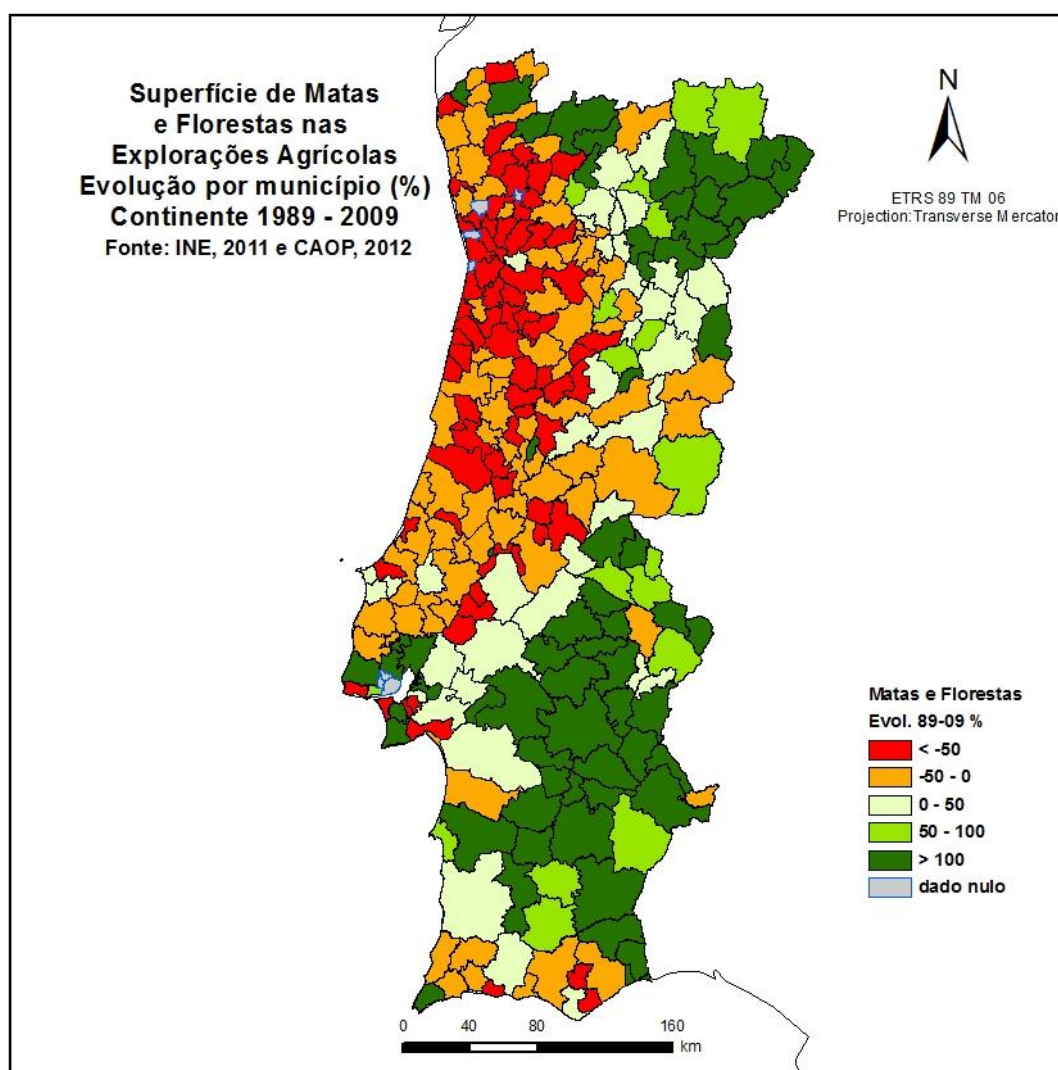 Superfície de Matas
e Florestas nas
Explorações Agrícolas
Evolução por município (%)
Continente 1989 - 2009
Fonte: INE, 2011 e CAOP, 2012
N
ETRS 89 TM 06
Projection:Transverse Mercator
Matas e Florestas
Evol. 89-09 %
< -50
-50 - 0
0 - 50
50 - 100
> 100
dado nulo
0 40 80 160
km